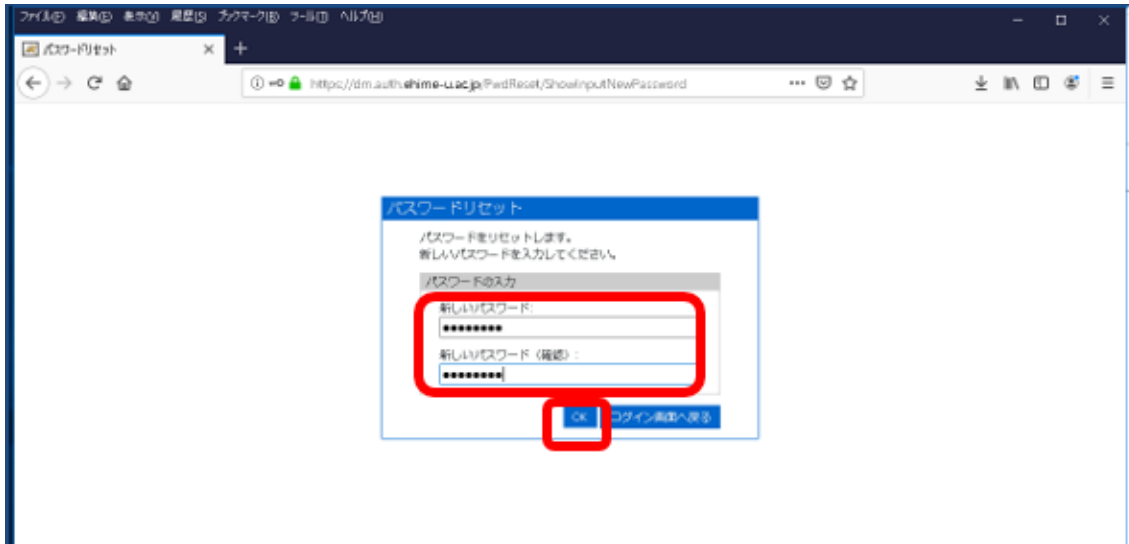 ファイル(F) 編集(E) 表示(V) 履歴(S) ブックマーク(B) ツール(T) ヘルプ(H)
パスワードリセット
https://dm.auth.ehime-u.ac.jp/PwdReset/ShowInputNewPassword
パスワードリセット
パスワードをリセットします。
新しいパスワードを入力してください。
パスワードの入力
新しいパスワード:
●●●●●●●●
新しいパスワード（確認）:
●●●●●●●●
OK ログイン画面へ戻る